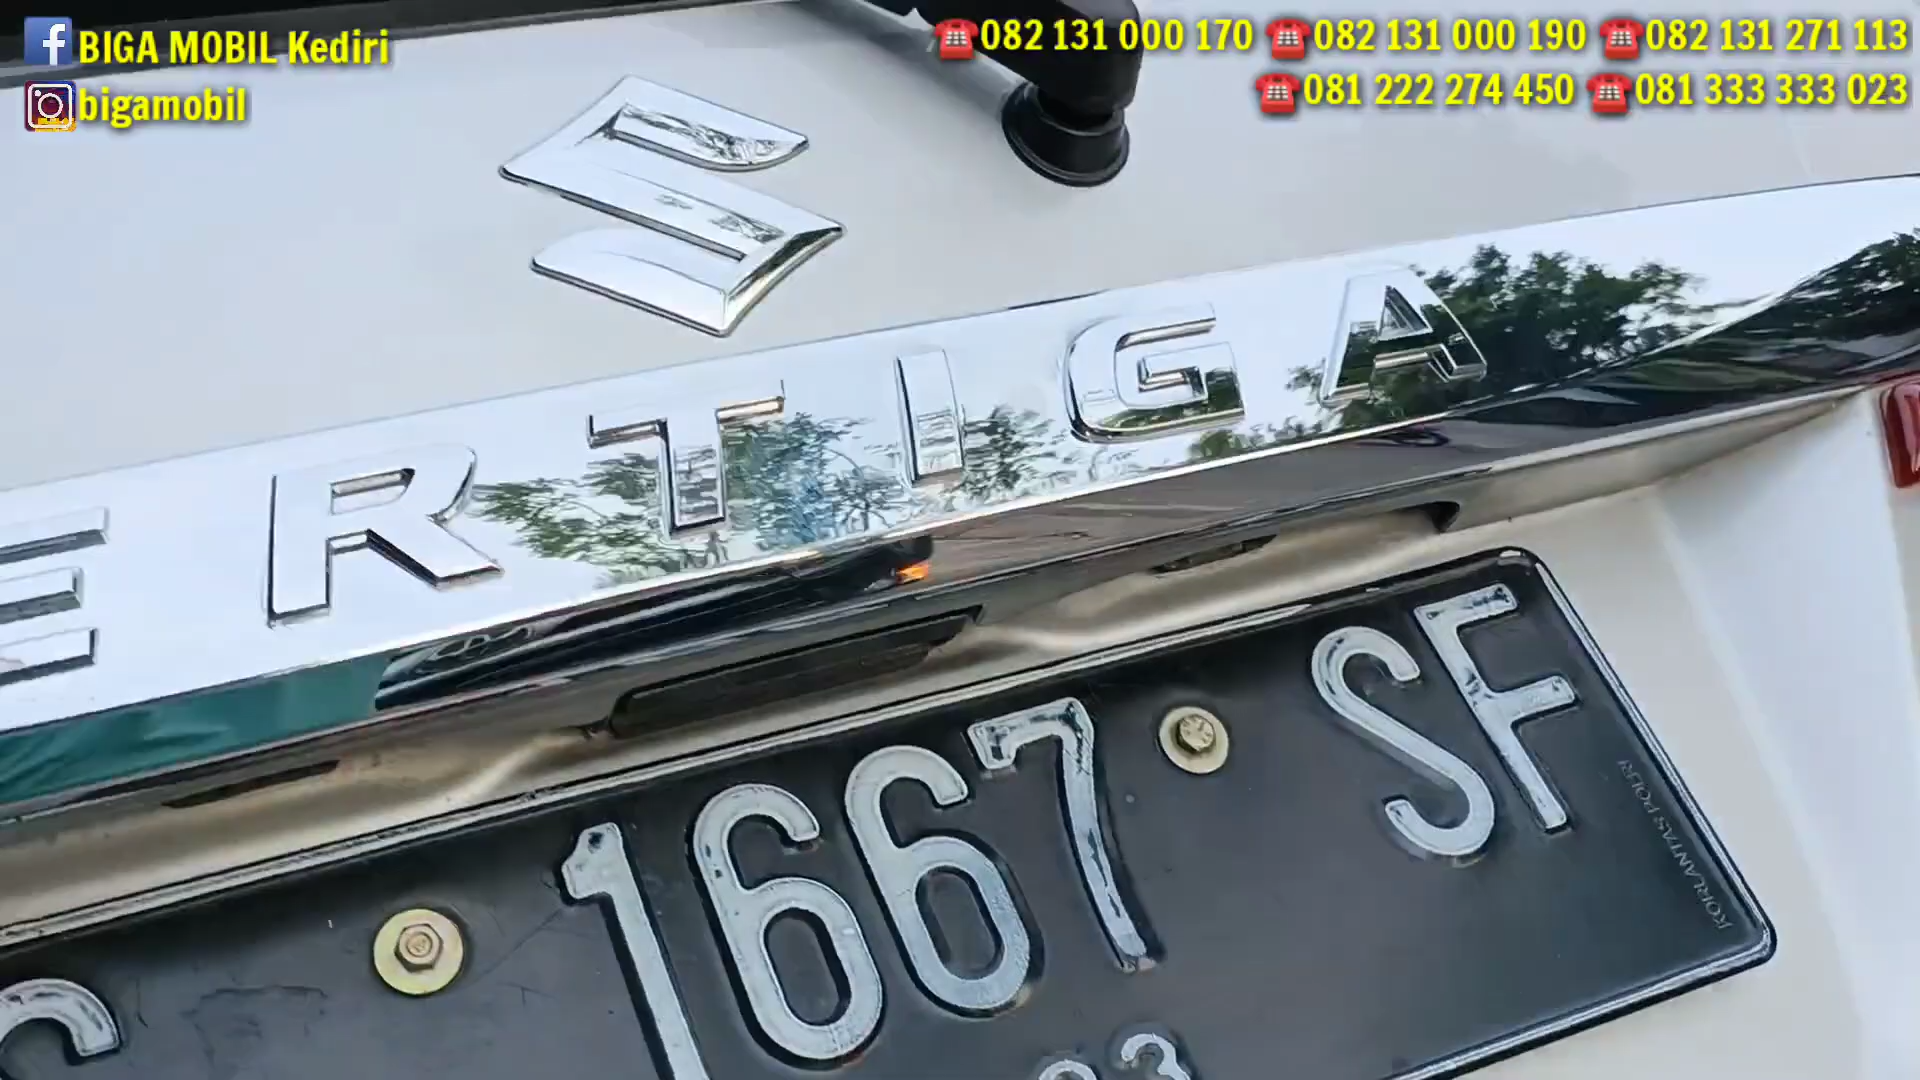 BIGA MOBIL Kediri
bigamobil
082 131 000 170 082 131 000 190 082 131 271 113
081 222 274 450 081 333 333 023
ERTIGA
1667 SF
KORLANTAS POLRI